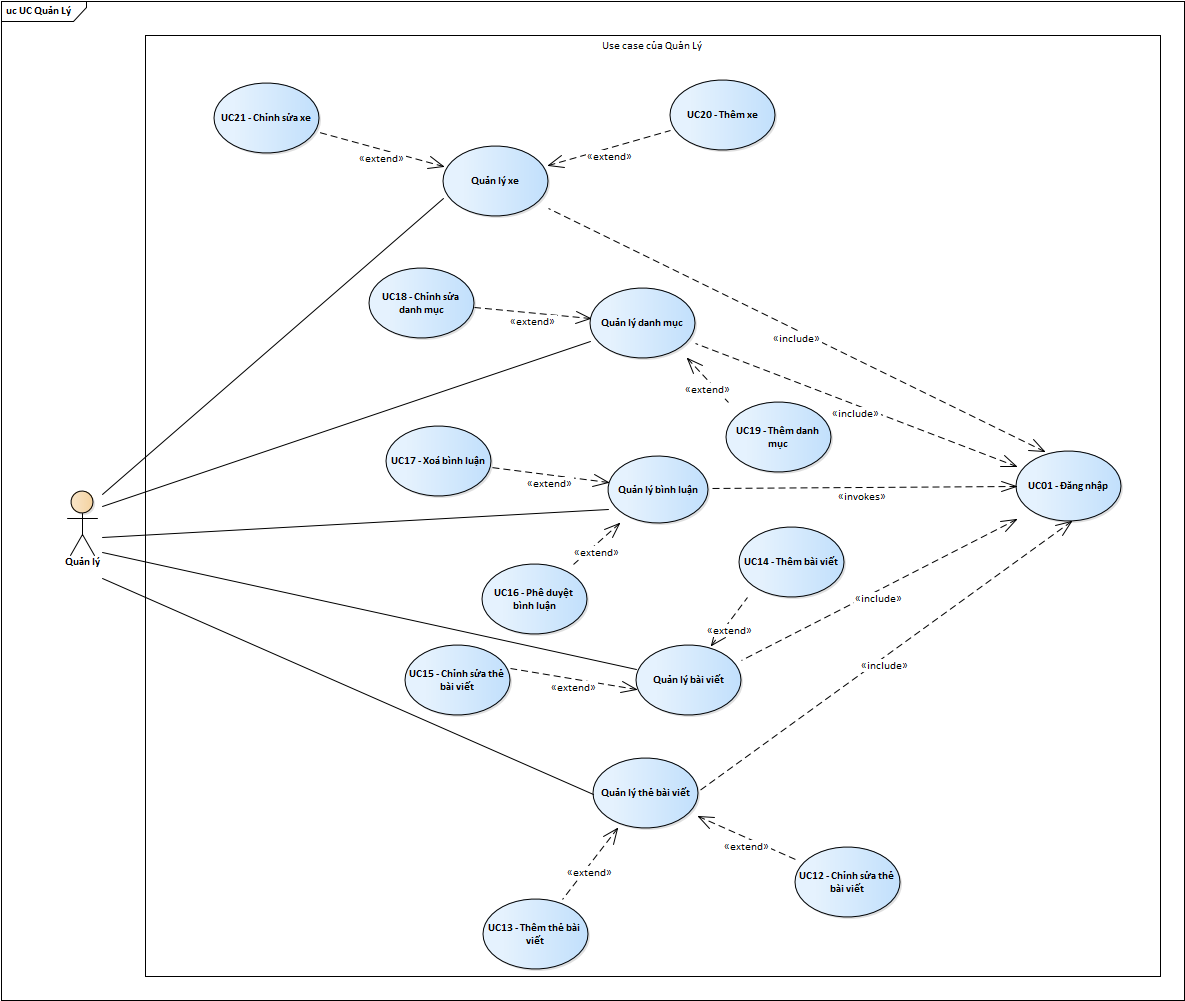 uc UC Quản Lý
Use case của Quản Lý
UC21 - Chỉnh sửa xe
UC20 - Thêm xe
«extend»
«extend»
Quản lý xe
UC18 - Chỉnh sửa
danh mục
«extend»
Quản lý danh mục
«include»
«extend»
«include»
UC19 - Thêm danh
mục
UC17 - Xoá bình luận
«extend»
Quản lý bình luận
«invokes»
UC01 - Đăng nhập
Quản lý
«extend»
UC16 - Phê duyệt
bình luận
UC14 - Thêm bài viết
«include»
«extend»
UC15 - Chỉnh sửa thẻ
bài viết
«extend»
Quản lý bài viết
«include»
Quản lý thẻ bài viết
«extend»
«extend»
UC12 - Chỉnh sửa thẻ
bài viết
UC13 - Thêm thẻ bài
viết